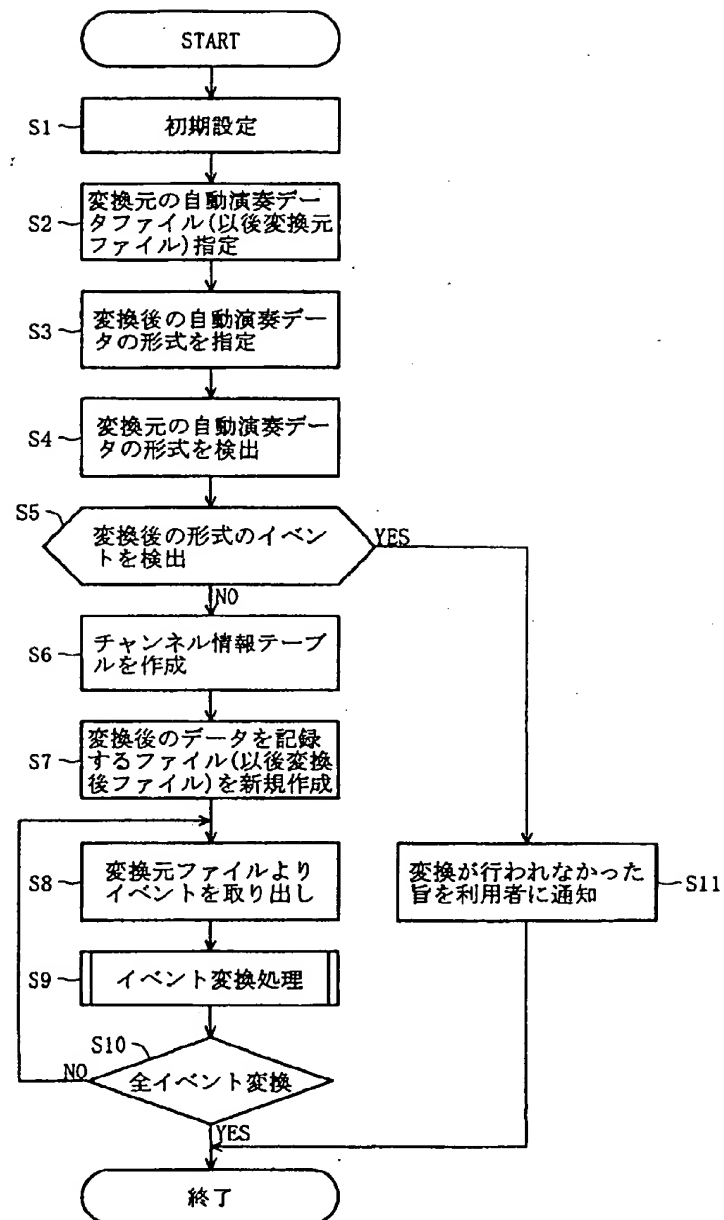 START
S1
初期設定
S2
変換元の自動演奏デー
タファイル(以後変換元
ファイル)指定
S3
変換後の自動演奏デー
タの形式を指定
S4
変換元の自動演奏デー
タの形式を検出
S5
変換後の形式のイベン
トを検出
YES
NO
S6
チャンネル情報テーブ
ルを作成
S7
変換後のデータを記録
するファイル(以後変換
後ファイル)を新規作成
S8
変換元ファイルより
イベントを取り出し
変換が行われなかった
旨を利用者に通知
S11
S9
イベント変換処理
S10
全イベント変換
NO
YES
終了